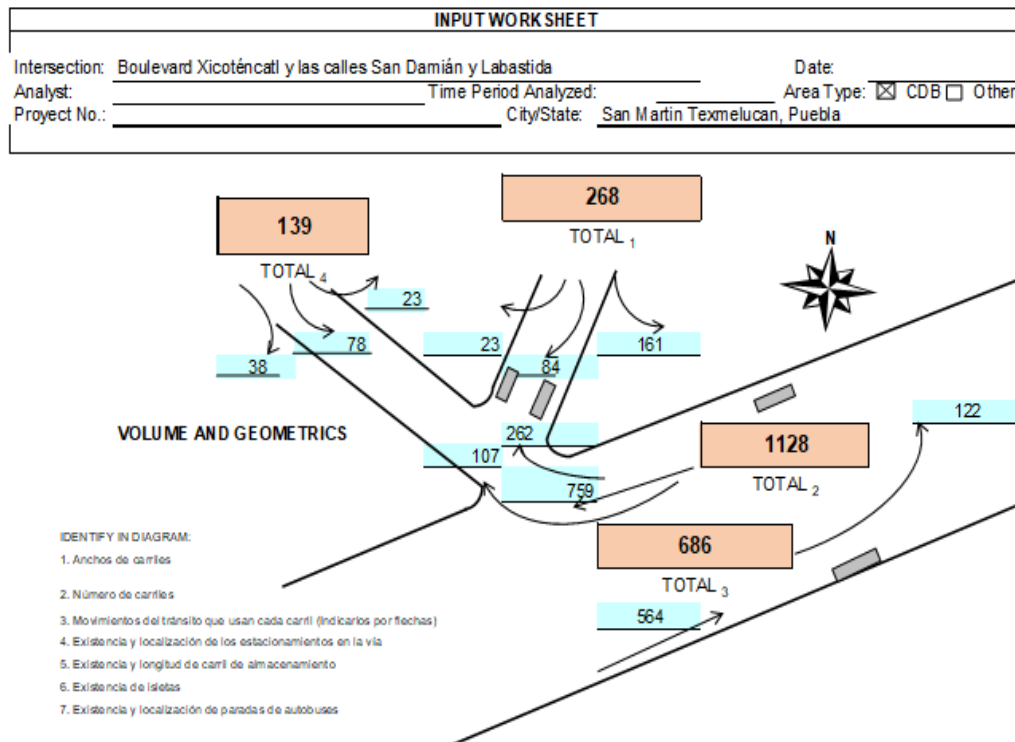 INPUT WORKSHEET
Intersection: Boulevard Xicoténcatl y las calles San Damián y Labastida Date:
Analyst: Time Period Analyzed: Area Type: CDB Other
Proyect No.: City/State: San Martin Texmelucan, Puebla
268
139
TOTAL 1
N
TOTAL 4
23
78
23
161
38
84
122
262
VOLUME AND GEOMETRICS
1128
107
TOTAL 2
759
IDENTIFY IN DIAGRAM:
686
1. Anchos de carriles
TOTAL 3
2. Número de carriles
564
3. Movimientos del tránsito que usan cada carril (Indicarlos por flechas)
4. Existencia y localización de los estacionamientos en la vía
5. Existencia y longitud de carril de almacenamiento
6. Existencia de isletas
7. Existencia y localización de paradas de autobuses